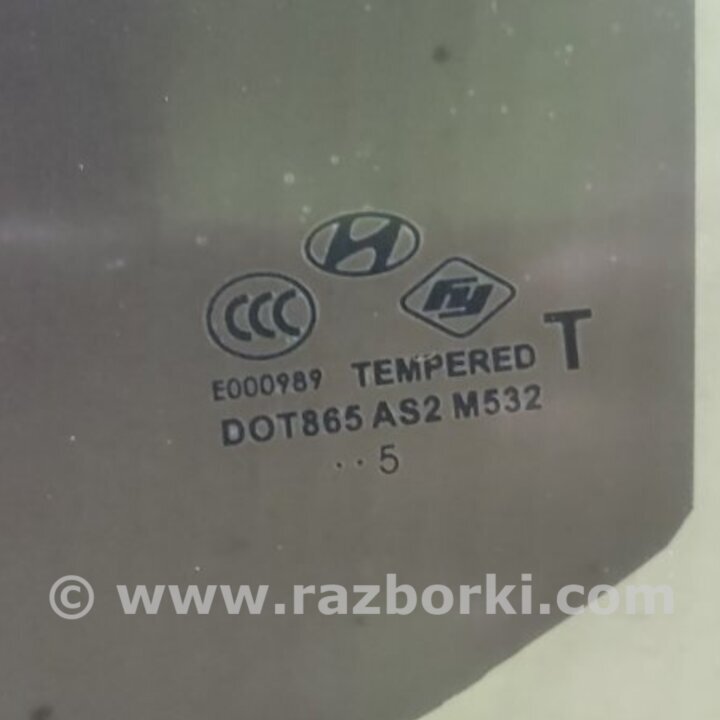 CCC
FY
E000989 TEMPERED T
DOT865 AS2 M532
..5
© www.razborki.com